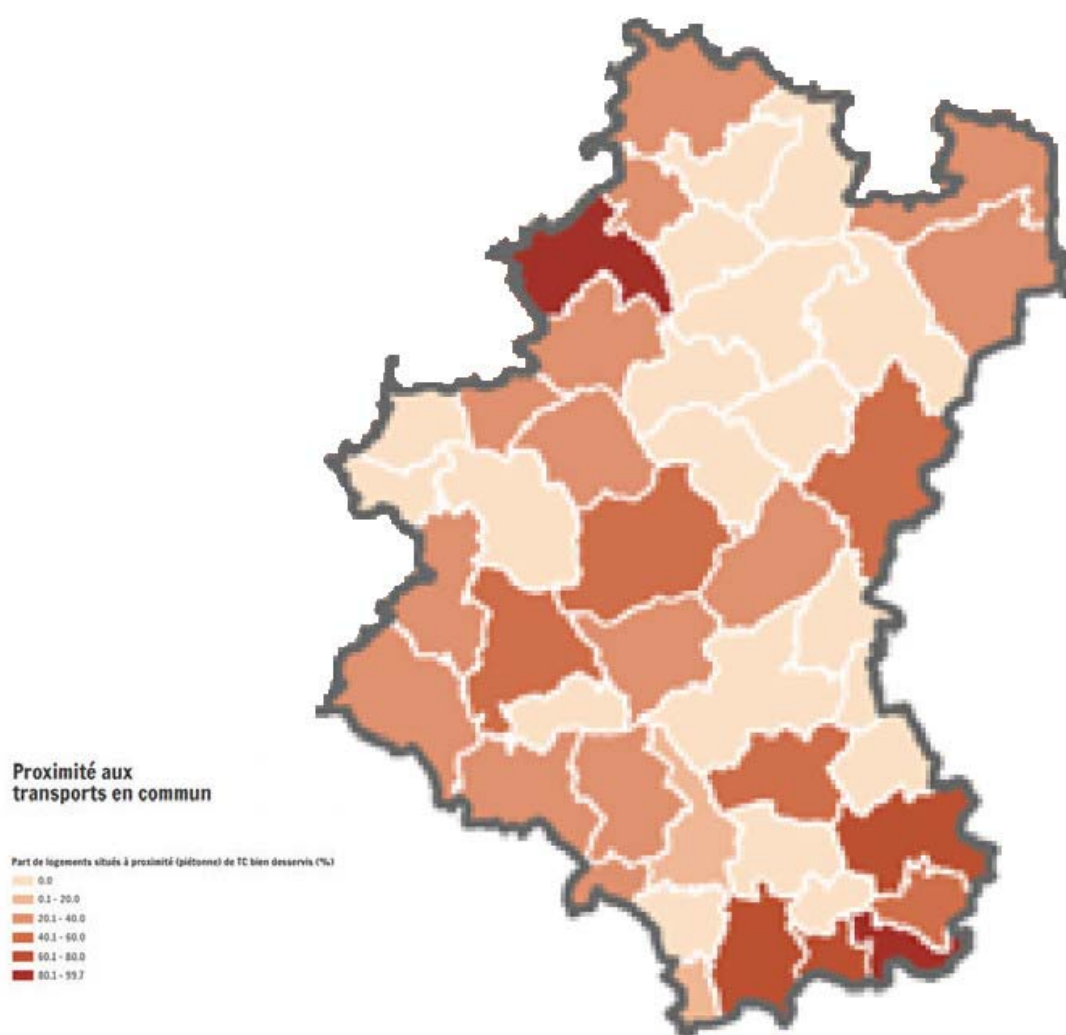 Proximité aux
transports en commun
Part de logements situés à proximité (piétonne) de TC bien desservis (%)
0.0
0.1 - 20.0
20.1 - 40.0
40.1 - 60.0
60.1 - 80.0
80.1 - 99.7